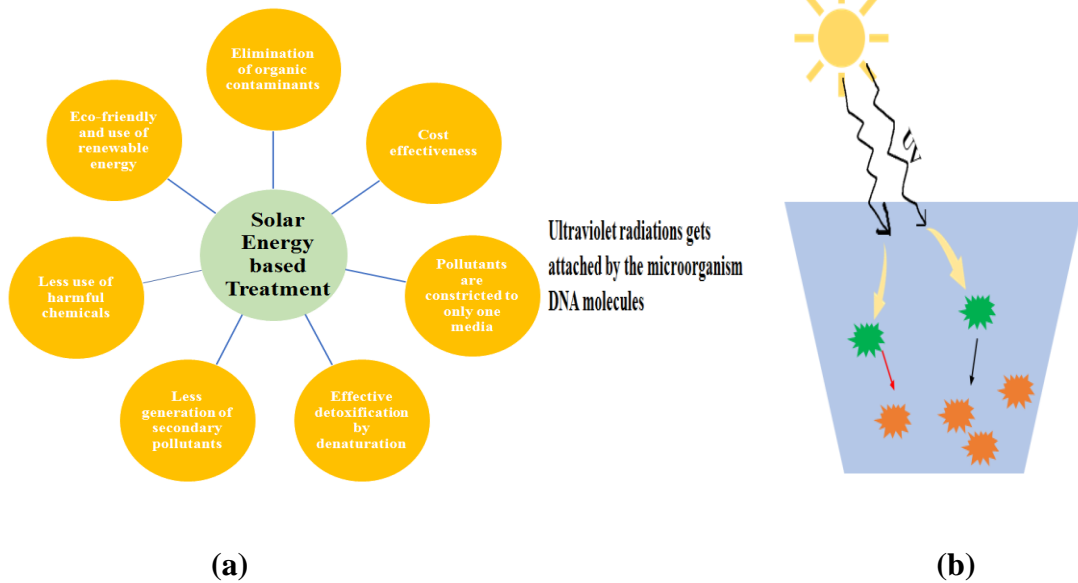 Elimination
of organic
contaminants
Cost
effectiveness
Pollutants are
constricted to
only one
media
Effective
detoxification by
denaturation
Less
generation of
secondary
pollutants
Less use of
harmful
chemicals
Eco-friendly
and use of
renewable
energy
Solar
Energy
based
Treatment
(a)
Ultraviolet radiations gets
attached by the microorganism
DNA molecules
UV
(b)